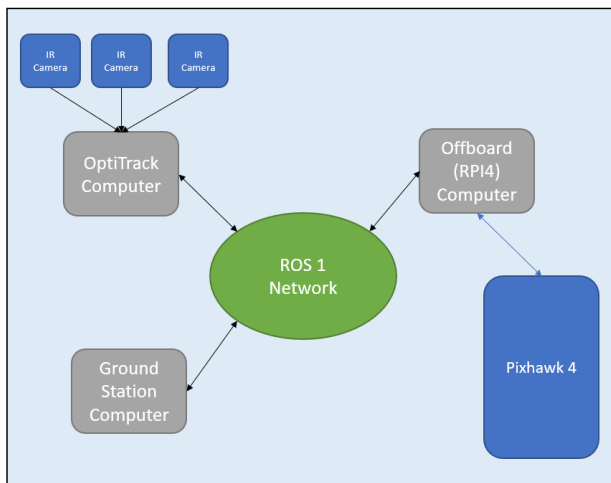 IR
Camera
IR
Camera
IR
Camera
OptiTrack
Computer
Offboard
(RPI4)
Computer
ROS 1
Network
Pixhawk 4
Ground
Station
Computer